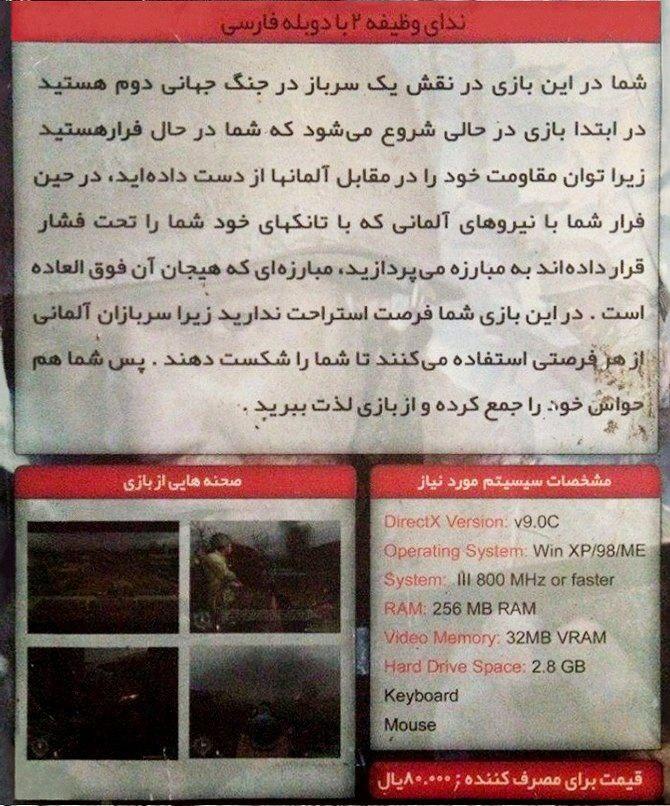 ندای وظیفه ۲ با دوبله فارسی
شما در این بازی در نقش یک سرباز در جنگ جهانی دوم هستید
در ابتدا بازی در حالی شروع می‌شود که شما در حال فرارهستید
زیرا توان مقاومت خود را در مقابل آلمانها از دست داده‌اید، در حین
فرار شما با نیروهای آلمانی که با تانکهای خود شما را تحت فشار
قرار داده‌اند به مبارزه می‌پردازید، مبارزه‌ای که هیجان آن فوق العاده
است . در این بازی شما فرصت استراحت ندارید زیرا سربازان آلمانی
از هر فرصتی استفاده می‌کنند تا شما را شکست دهند . پس شما هم
حواس خود را جمع کرده و از بازی لذت ببرید .
صحنه هایی از بازی
مشخصات سیسیتم مورد نیاز
DirectX Version: v9.0C
Operating System: Win XP/98/ME
System: III 800 MHz or faster
RAM: 256 MB RAM
Video Memory: 32MB VRAM
Hard Drive Space: 2.8 GB
Keyboard
Mouse
قیمت برای مصرف کننده ; ۸۰.۰۰۰ریال